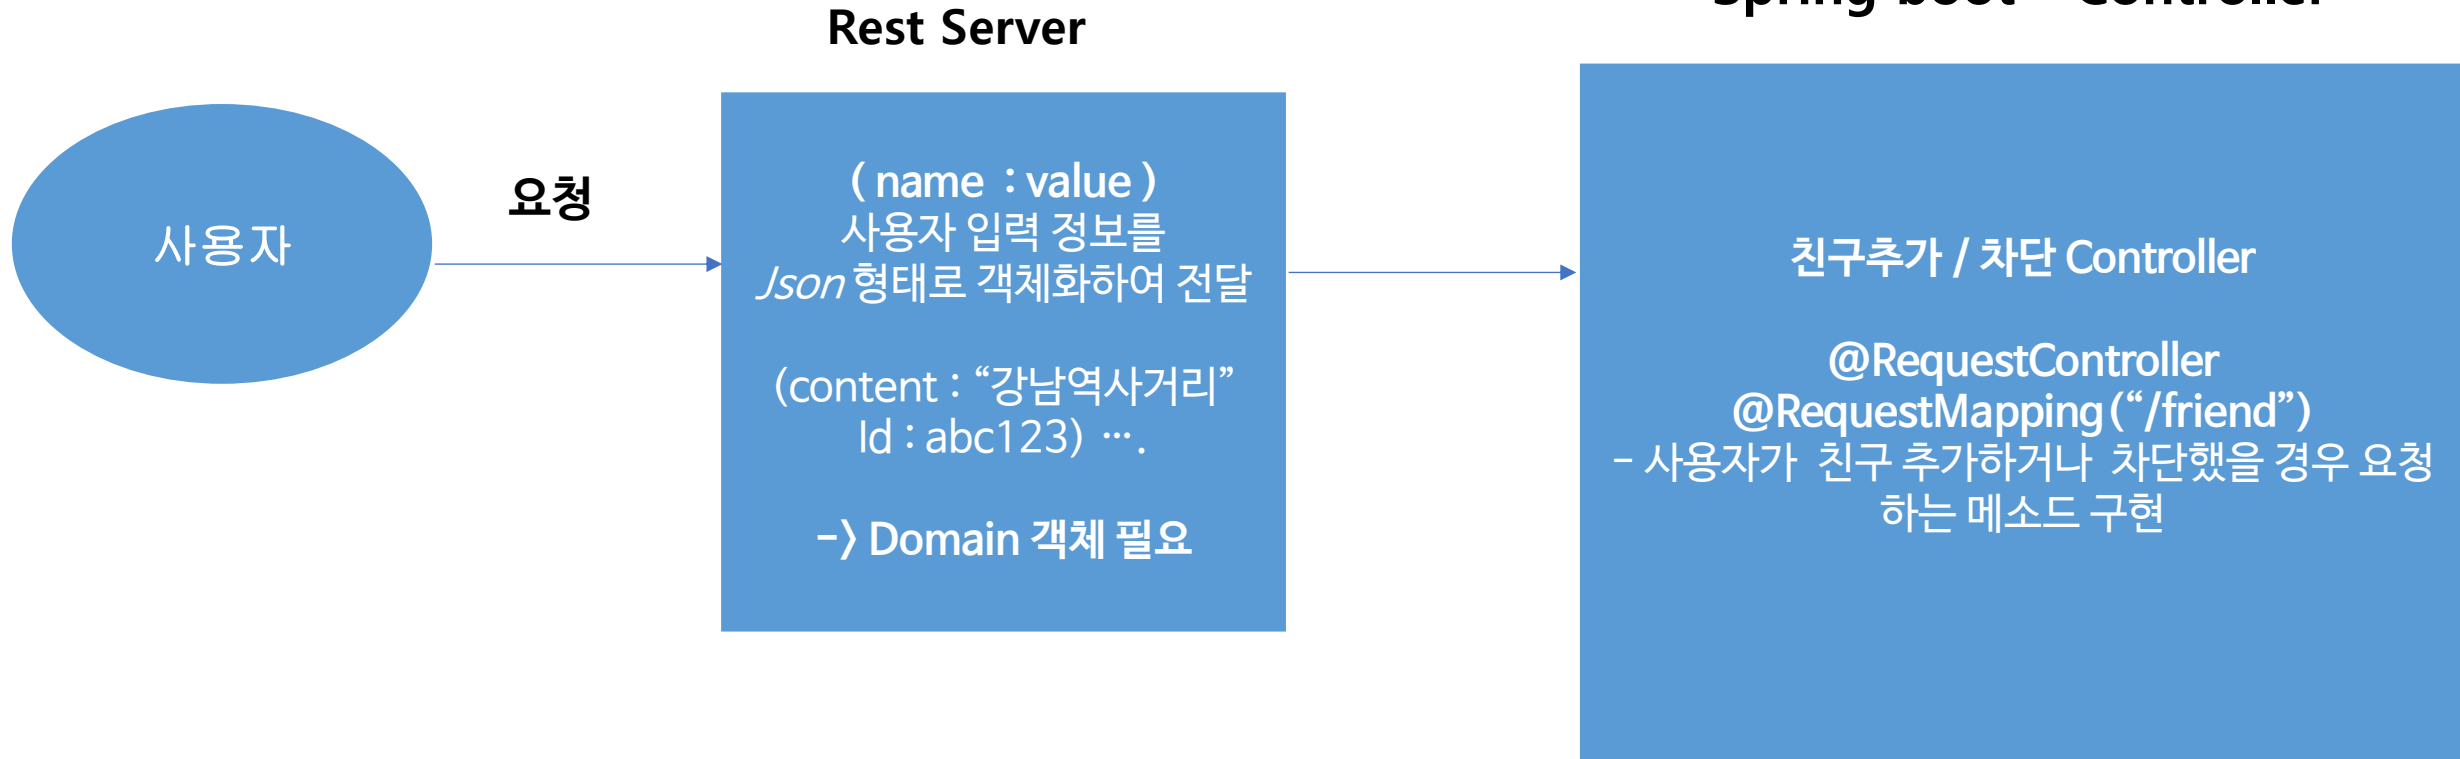 Rest Server
Spring boot - Controller
사용자
요청
( name : value )
사용자 입력 정보를
Json 형태로 객체화하여 전달
(content : “강남역사거리”
Id : abc123) ….
-> Domain 객체 필요
친구추가 / 차단 Controller
@RequestController
@RequestMapping(“/friend”)
- 사용자가 친구 추가하거나 차단했을 경우 요청
하는 메소드 구현